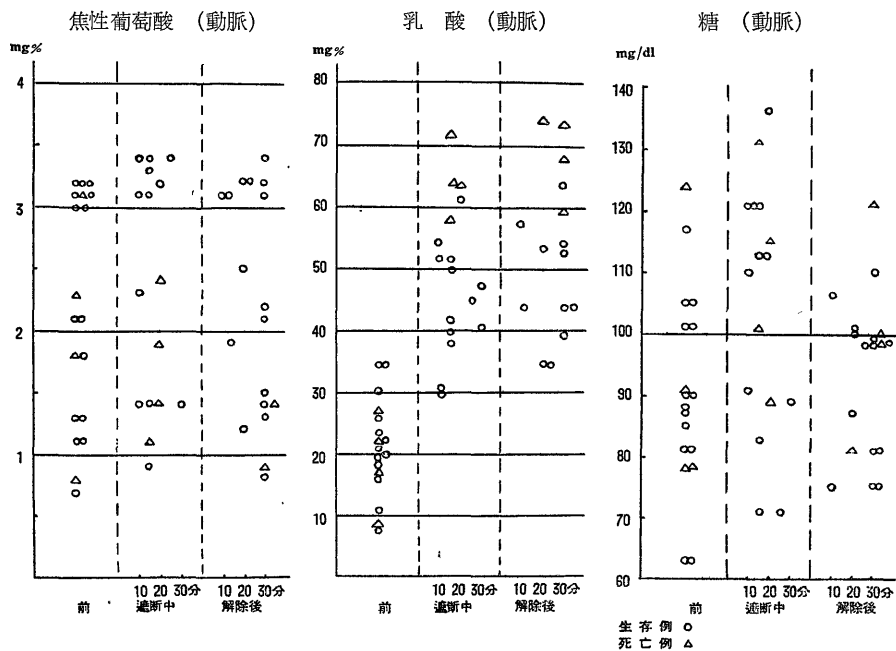 焦性葡萄酸 (動脈)
mg%
4
3
2
1
10 20 30分
前 遮断中
10 20 30分
解除後
乳 酸 (動脈)
mg%
80
70
60
50
40
30
20
10
10 20 30分
前 遮断中
10 20 30分
解除後
糖 (動脈)
mg/dl
140
130
120
110
100
90
80
70
60
10 20 30分
前 遮断中
10 20 30分
解除後
生存例 ○
死亡例 △